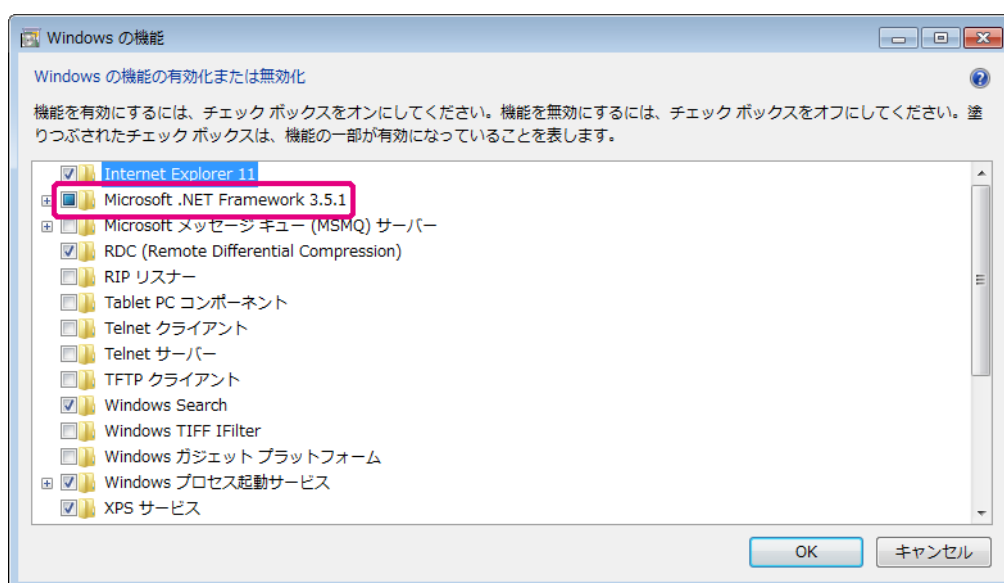 Windows の機能
Windows の機能の有効化または無効化
機能を有効にするには、チェック ボックスをオンにしてください。機能を無効にするには、チェック ボックスをオフにしてください。塗
りつぶされたチェック ボックスは、機能の一部が有効になっていることを表します。
Internet Explorer 11
Microsoft .NET Framework 3.5.1
Microsoft メッセージ キュー (MSMQ) サーバー
RDC (Remote Differential Compression)
RIP リスナー
Tablet PC コンポーネント
Telnet クライアント
Telnet サーバー
TFTP クライアント
Windows Search
Windows TIFF IFilter
Windows ガジェット プラットフォーム
Windows プロセス起動サービス
XPS サービス
OK
キャンセル